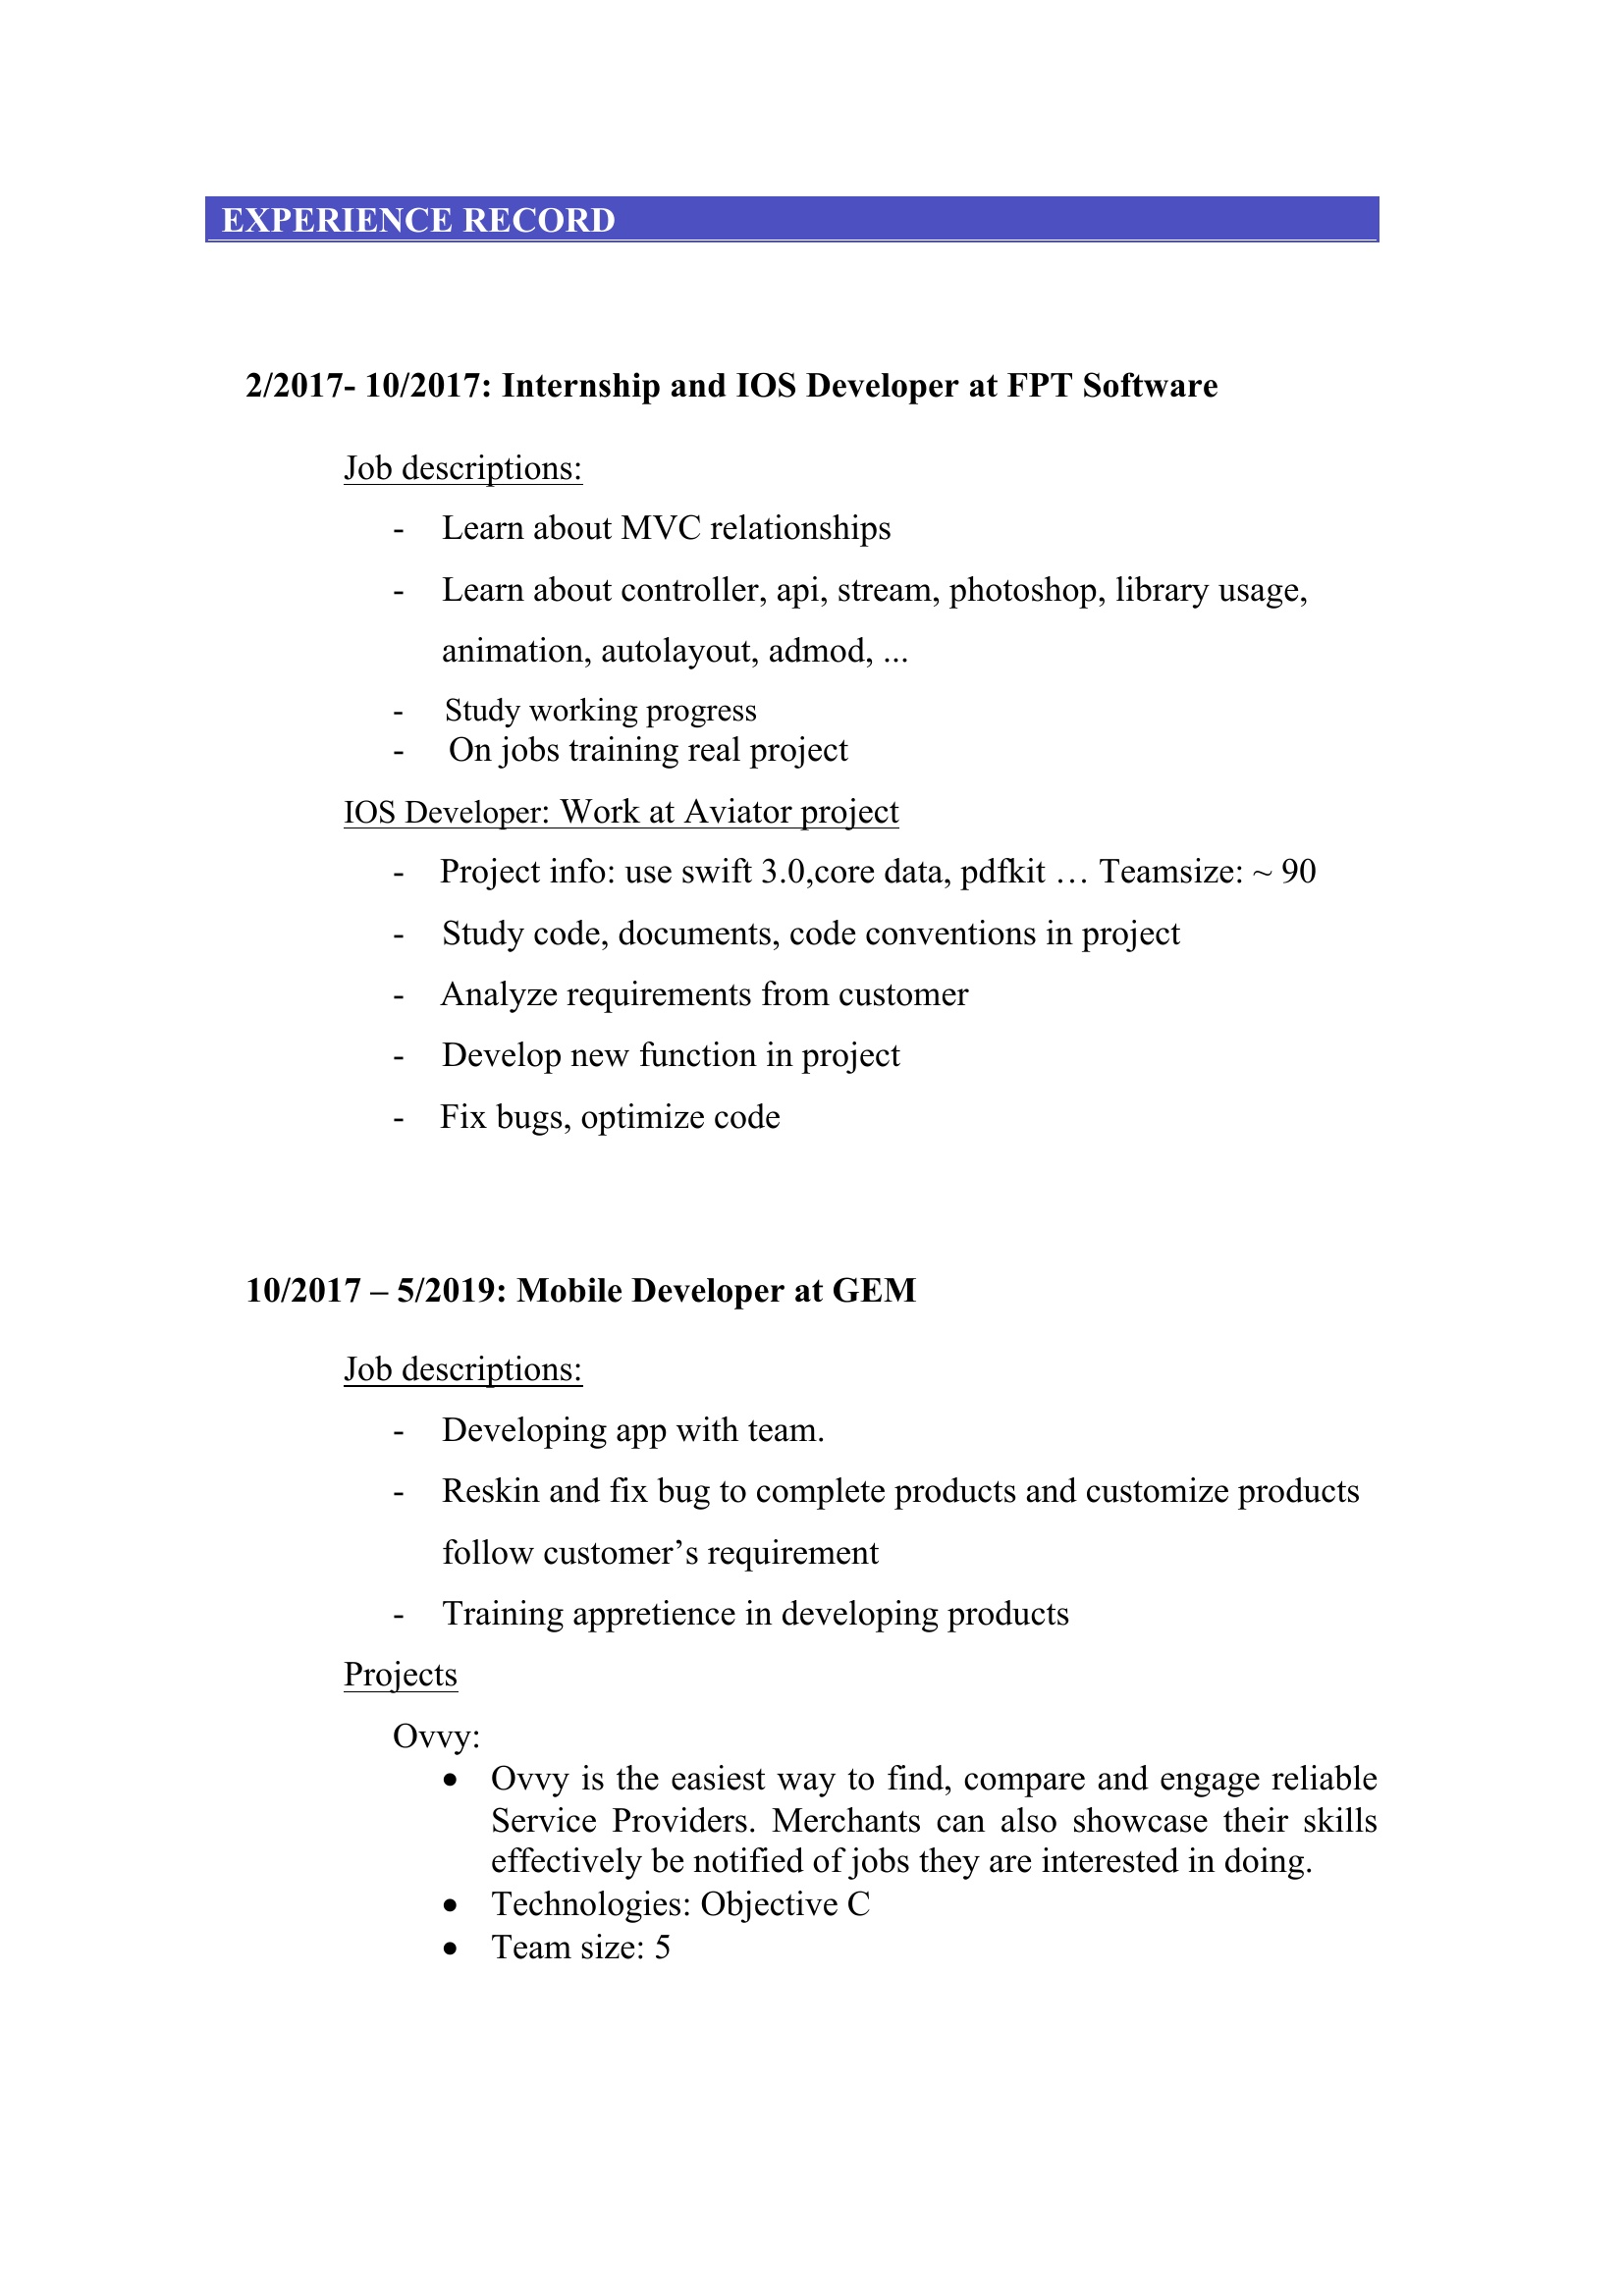 EXPERIENCE RECORD
2/2017- 10/2017: Internship and IOS Developer at FPT Software
Job descriptions:
- Learn about MVC relationships
- Learn about controller, api, stream, photoshop, library usage,
animation, autolayout, admod, ...
- Study working progress
- On jobs training real project
IOS Developer: Work at Aviator project
- Project info: use swift 3.0,core data, pdfkit … Teamsize: ~ 90
- Study code, documents, code conventions in project
- Analyze requirements from customer
- Develop new function in project
- Fix bugs, optimize code
10/2017 – 5/2019: Mobile Developer at GEM
Job descriptions:
- Developing app with team.
- Reskin and fix bug to complete products and customize products
follow customer’s requirement
- Training appretience in developing products
Projects
Ovvy:
• Ovvy is the easiest way to find, compare and engage reliable
Service Providers. Merchants can also showcase their skills
effectively be notified of jobs they are interested in doing.
• Technologies: Objective C
• Team size: 5